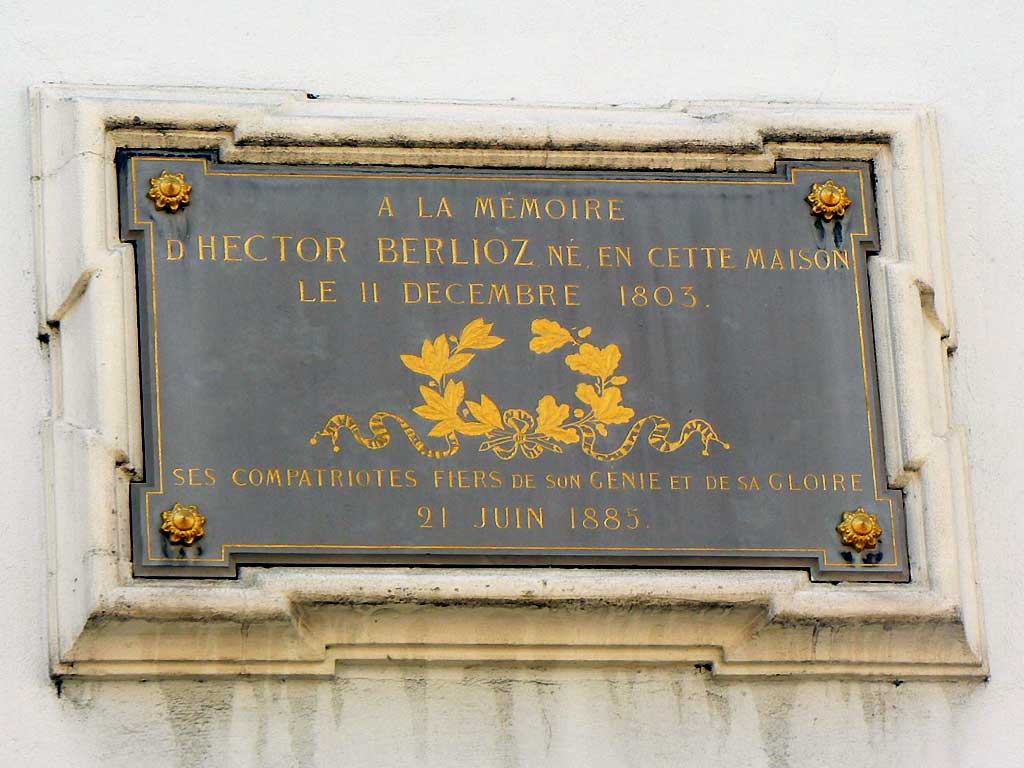 A LA MÉMOIRE
D'HECTOR BERLIOZ NÉ, EN CETTE MAISON
LE 11 DECEMBRE 1803.
SES COMPATRIOTES FIERS DE SON GÉNIE ET DE SA GLOIRE
21 JUIN 1885.